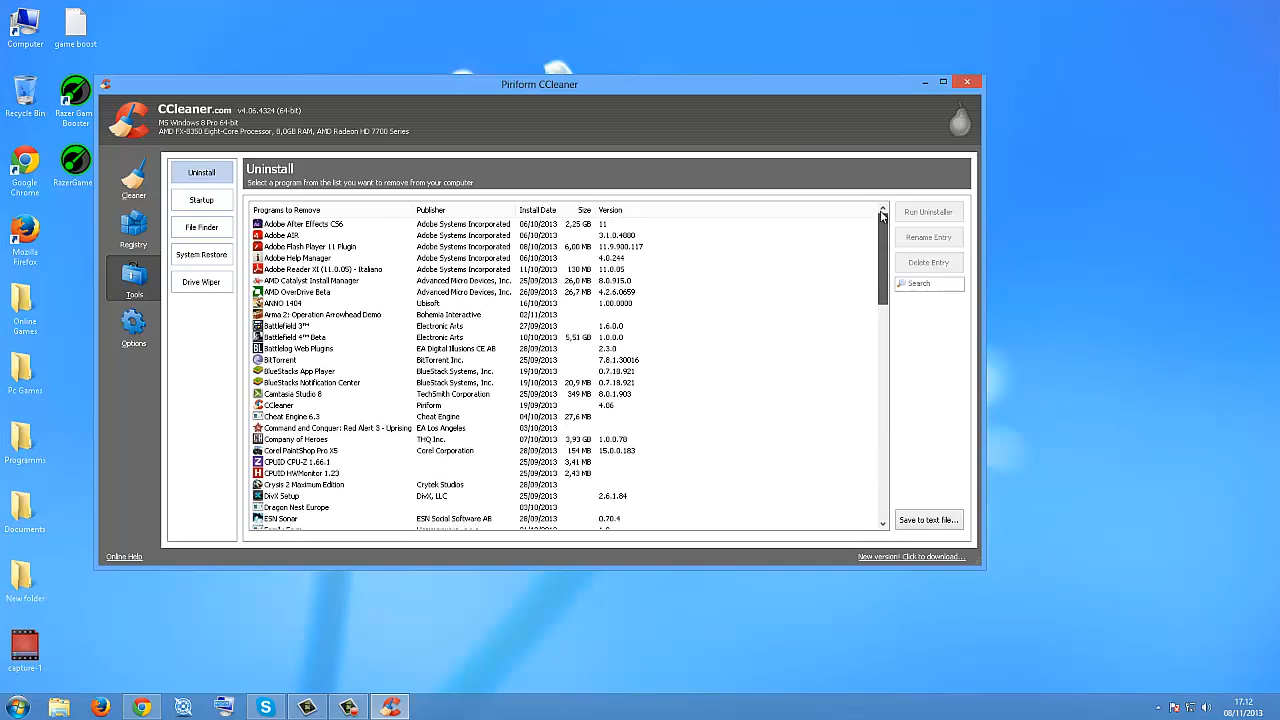 Computer
game boost
Recycle Bin
Razer Gam
Booster
Google
Chrome
RazerGame
Mozilla
Firefox
Online
Games
Pc Games
Programms
Documents
New folder
capture-1
Piriform CCleaner
CCleaner.com v4.06.4324 (64-bit)
MS Windows 8 Pro 64-bit
AMD FX-8350 Eight-Core Processor, 8,0GB RAM, AMD Radeon HD 7700 Series
Cleaner
Registry
Tools
Options
Uninstall
Startup
File Finder
System Restore
Drive Wiper
Uninstall
Select a program from the list you want to remove from your computer
Programs to Remove Publisher Install Date Size Version
Adobe After Effects CS6 Adobe Systems Incorporated 06/10/2013 2,25 GB 11
Adobe AIR Adobe Systems Incorporated 06/10/2013 3.1.0.4880
Adobe Flash Player 11 Plugin Adobe Systems Incorporated 06/10/2013 6,00 MB 11.9.900.117
Adobe Help Manager Adobe Systems Incorporated 06/10/2013 4.0.244
Adobe Reader XI (11.0.05) - Italiano Adobe Systems Incorporated 11/10/2013 130 MB 11.0.05
AMD Catalyst Install Manager Advanced Micro Devices, Inc. 25/09/2013 26,0 MB 8.0.915.0
AMD OverDrive Beta Advanced Micro Devices, Inc. 26/09/2013 26,7 MB 4.2.6.0659
ANNO 1404 Ubisoft 16/10/2013 1.00.0000
Arma 2: Operation Arrowhead Demo Bohemia Interactive 02/11/2013
Battlefield 3™ Electronic Arts 27/09/2013 1.6.0.0
Battlefield 4™ Beta Electronic Arts 10/10/2013 5,51 GB 1.0.0.0
Battlelog Web Plugins EA Digital Illusions CE AB 28/09/2013 2.3.0
BitTorrent BitTorrent Inc. 25/09/2013 7.8.1.30016
BlueStacks App Player BlueStack Systems, Inc. 19/10/2013 0.7.18.921
BlueStacks Notification Center BlueStack Systems, Inc. 19/10/2013 20,9 MB 0.7.18.921
Camtasia Studio 8 TechSmith Corporation 25/09/2013 349 MB 8.0.1.903
CCleaner Piriform 19/09/2013 4.06
Cheat Engine 6.3 Cheat Engine 04/10/2013 27,6 MB
Command and Conquer: Red Alert 3 - Uprising EA Los Angeles 03/10/2013
Company of Heroes THQ Inc. 07/10/2013 3,93 GB 1.0.0.78
Corel PaintShop Pro X5 Corel Corporation 28/09/2013 154 MB 15.0.0.183
CPUID CPU-Z 1.66.1 25/09/2013 3,41 MB
CPUID HWMonitor 1.23 25/09/2013 2,43 MB
Crysis 2 Maximum Edition Crytek Studios 28/09/2013
DivX Setup DivX, LLC 25/09/2013 2.6.1.84
Dragon Nest Europe 03/10/2013
ESN Sonar ESN Social Software AB 28/09/2013 0.70.4
Run Uninstaller
Rename Entry
Delete Entry
Search
Save to text file...
Online Help
New version! Click to download...
17.12
08/11/2013